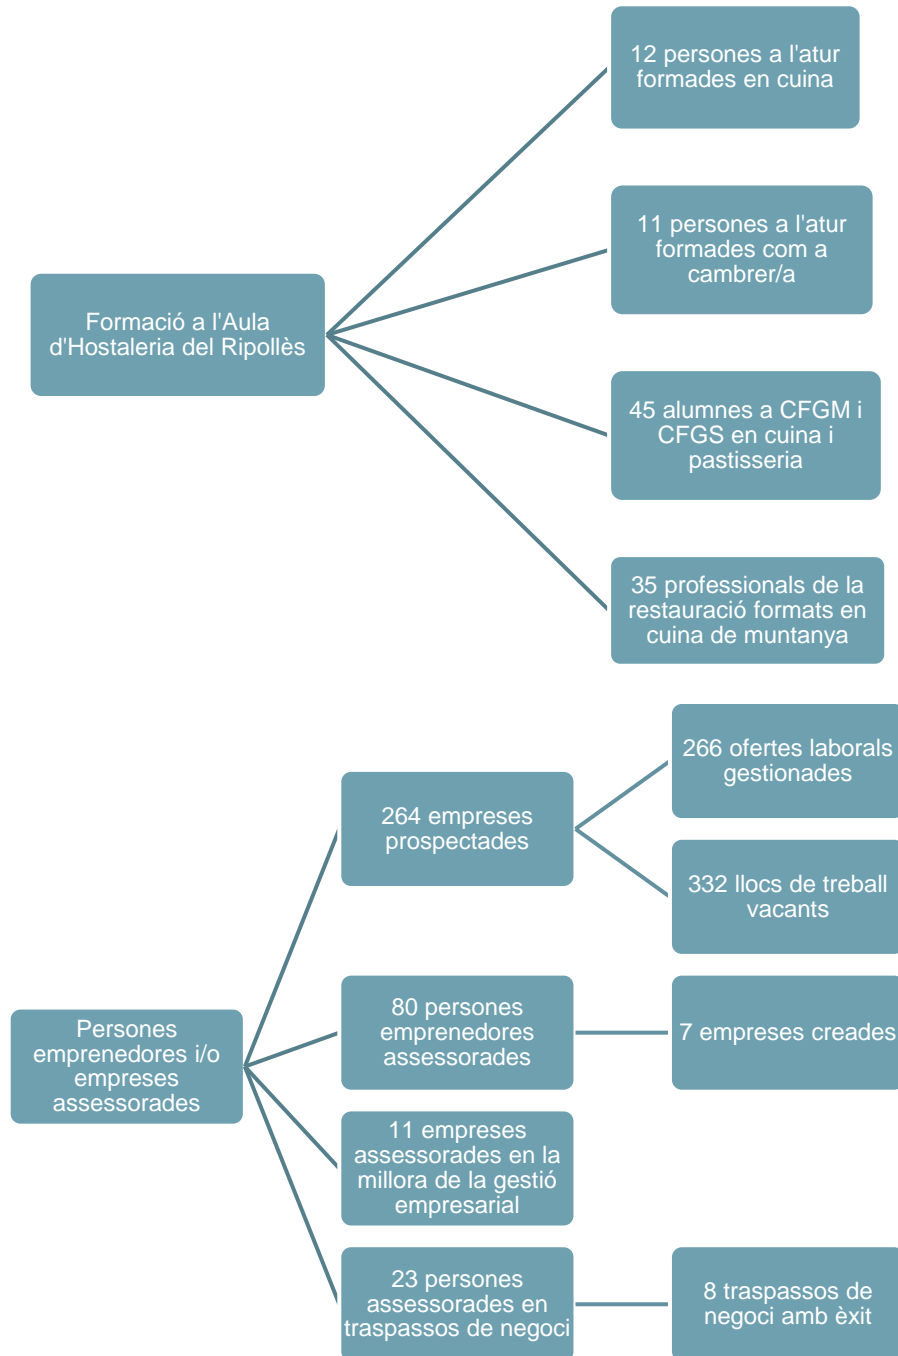 Formació a l'Aula
d'Hostaleria del Ripollès
12 persones a l'atur
formades en cuina
11 persones a l'atur
formades com a
cambrer/a
45 alumnes a CFGM i
CFGS en cuina i
pastisseria
35 professionals de la
restauració formats en
cuina de muntanya
Persones
emprenedores i/o
empreses
assessorades
264 empreses
prospectades
266 ofertes laborals
gestionades
332 llocs de treball
vacants
80 persones
emprenedores
assessorades
7 empreses creades
11 empreses
assessorades en la
millora de la gestió
empresarial
23 persones
assessorades en
traspassos de negoci
8 traspassos de
negoci amb èxit